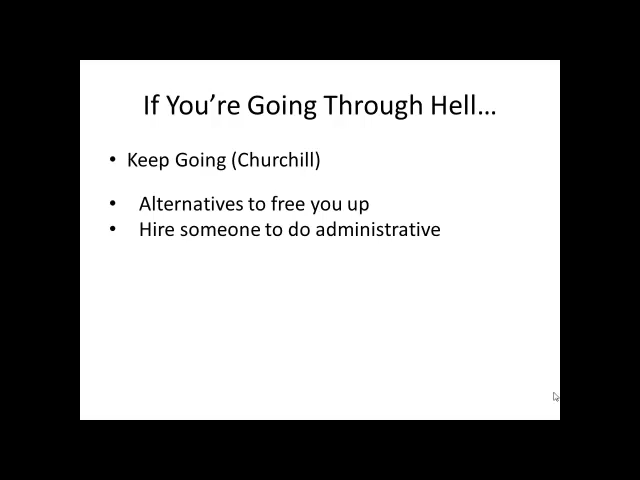 If You’re Going Through Hell…
• Keep Going (Churchill)
• Alternatives to free you up
• Hire someone to do administrative